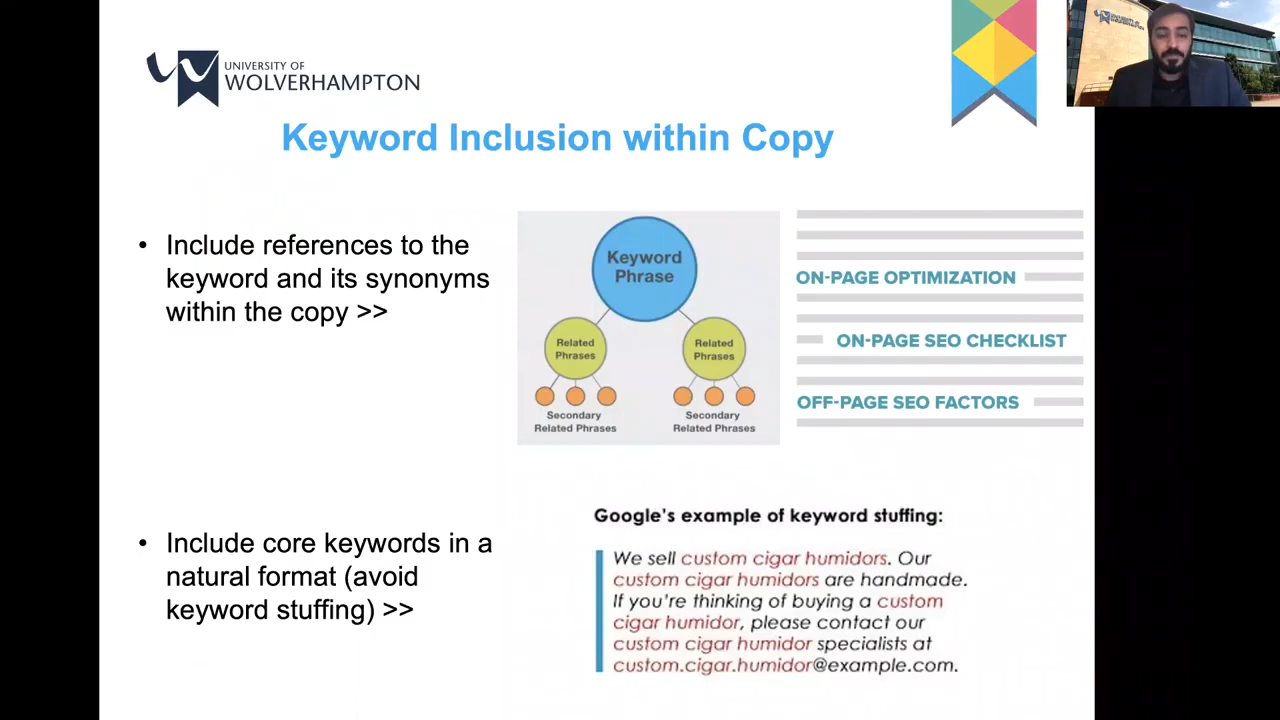 UNIVERSITY OF
WOLVERHAMPTON
Keyword Inclusion within Copy
• Include references to the
keyword and its synonyms
within the copy >>
Keyword
Phrase
Related
Phrases
Related
Phrases
Secondary
Related Phrases
Secondary
Related Phrases
ON-PAGE OPTIMIZATION
ON-PAGE SEO CHECKLIST
OFF-PAGE SEO FACTORS
• Include core keywords in a
natural format (avoid
keyword stuffing) >>
Google's example of keyword stuffing:
We sell custom cigar humidors. Our
custom cigar humidors are handmade.
If you're thinking of buying a custom
cigar humidor, please contact our
custom cigar humidor specialists at
custom.cigar.humidor@example.com.